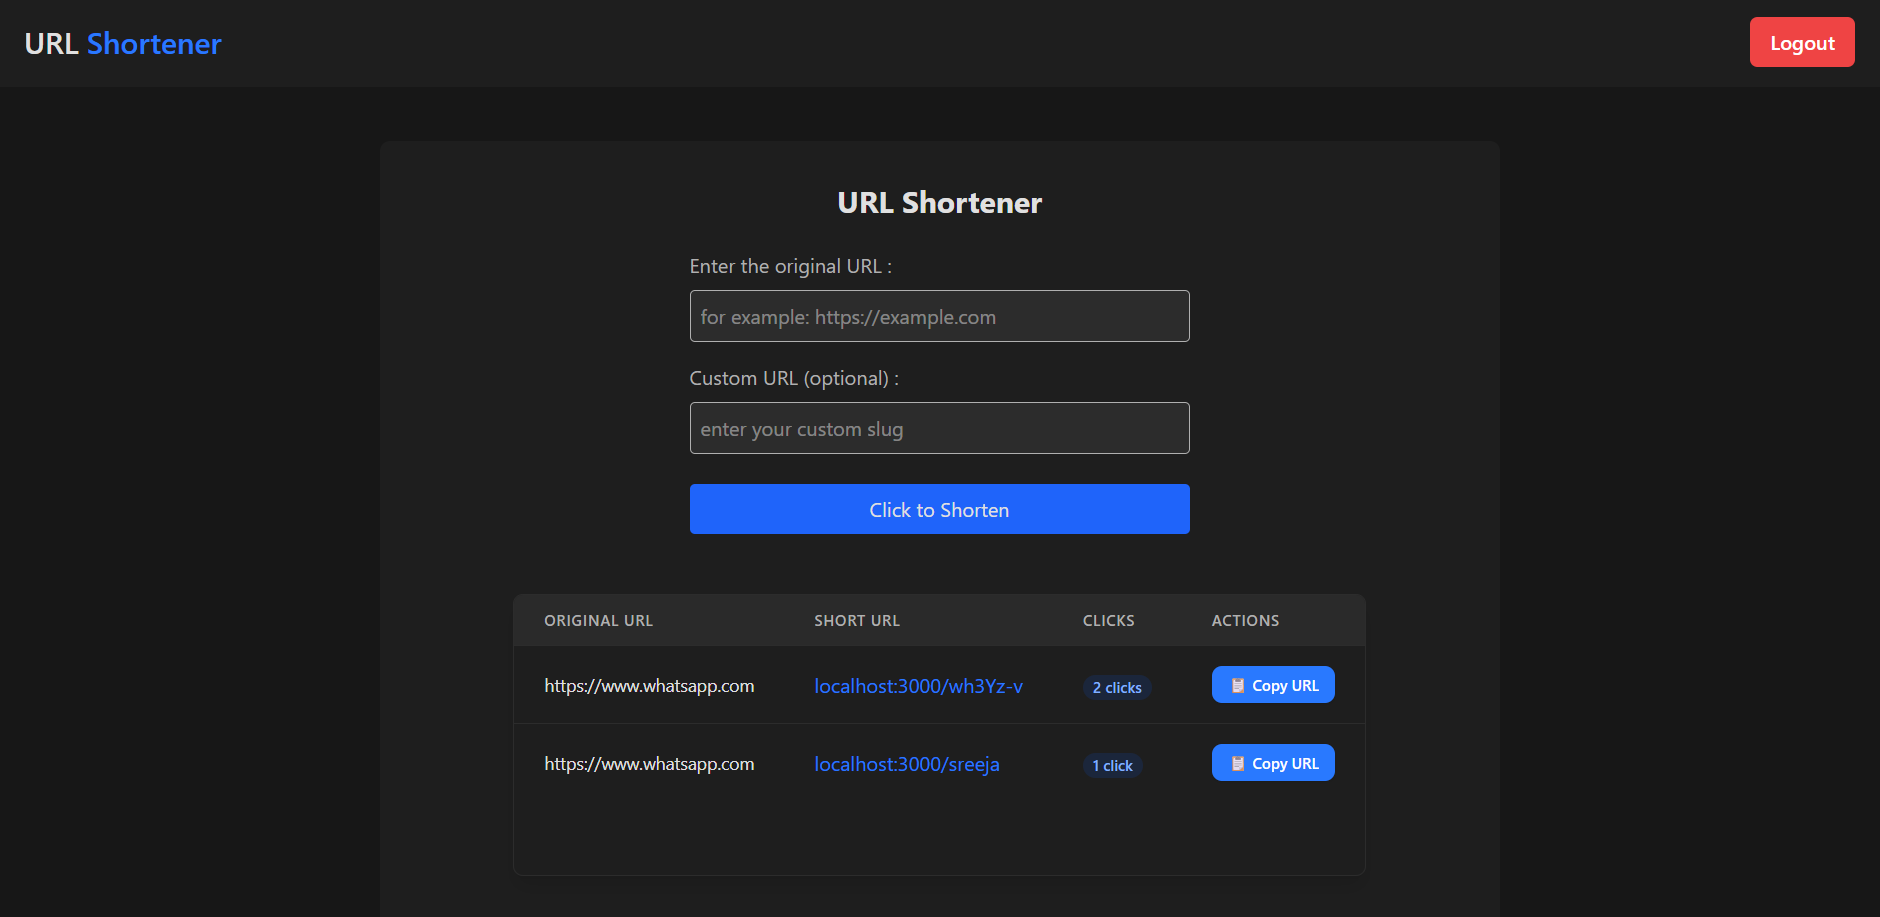 URL Shortener
Logout
URL Shortener
Enter the original URL :
for example: https://example.com
Custom URL (optional) :
enter your custom slug
Click to Shorten
ORIGINAL URL SHORT URL CLICKS ACTIONS
https://www.whatsapp.com localhost:3000/wh3Yz-v 2 clicks Copy URL
https://www.whatsapp.com localhost:3000/sreeja 1 click Copy URL